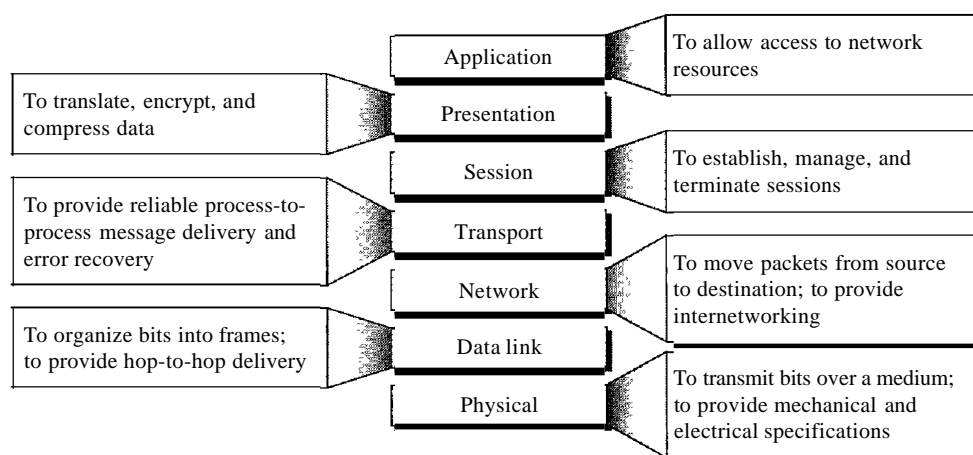 Application
To allow access to network
resources
To translate, encrypt, and
compress data
Presentation
Session
To establish, manage, and
terminate sessions
To provide reliable process-to-
process message delivery and
error recovery
Transport
Network
To move packets from source
to destination; to provide
internetworking
To organize bits into frames;
to provide hop-to-hop delivery
Data link
Physical
To transmit bits over a medium;
to provide mechanical and
electrical specifications